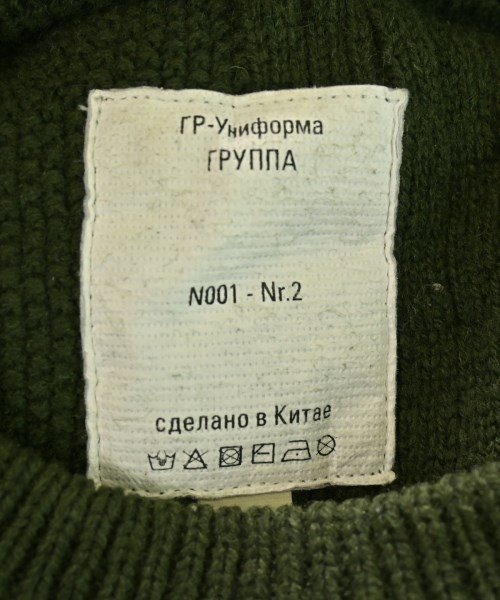 ГР-Униформа
ГРУППА
N001 - Nr.2
сделано в Китае